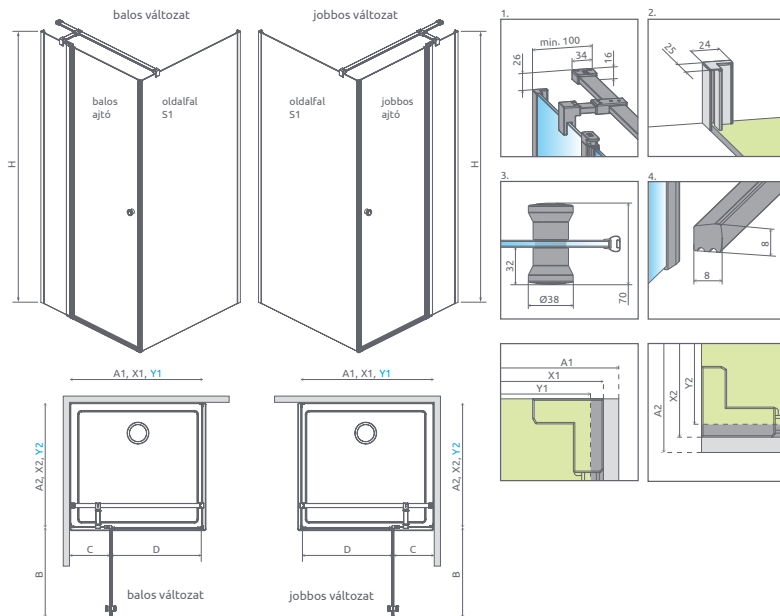 balos változat
jobbos változat
H
balos
ajtó
oldalfal
S1
oldalfal
S1
jobbos
ajtó
H
1.
min. 100
34
16
26
2.
24
25
3.
32
Ø38
70
4.
8
8
A1, X1, Y1
A2, X2, Y2
C
D
B
balos változat
A1, X1, Y1
A2, X2, Y2
D
C
B
jobbos változat
A1
X1
Y1
A2
X2
Y2